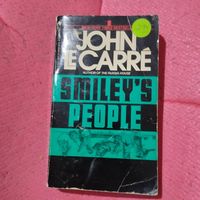 JOHN
LE CARRÉ
AUTHOR OF THE RUSSIA HOUSE
SMILEY'S
PEOPLE